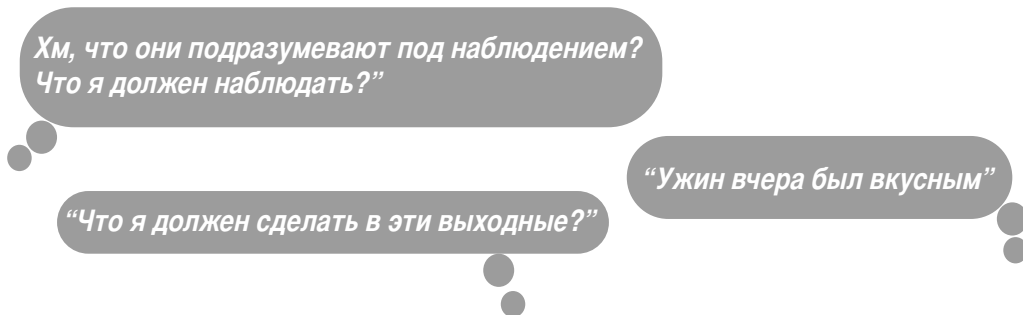 Хм, что они подразумевают под наблюдением?
Что я должен наблюдать?”
“Ужин вчера был вкусным”
“Что я должен сделать в эти выходные?”